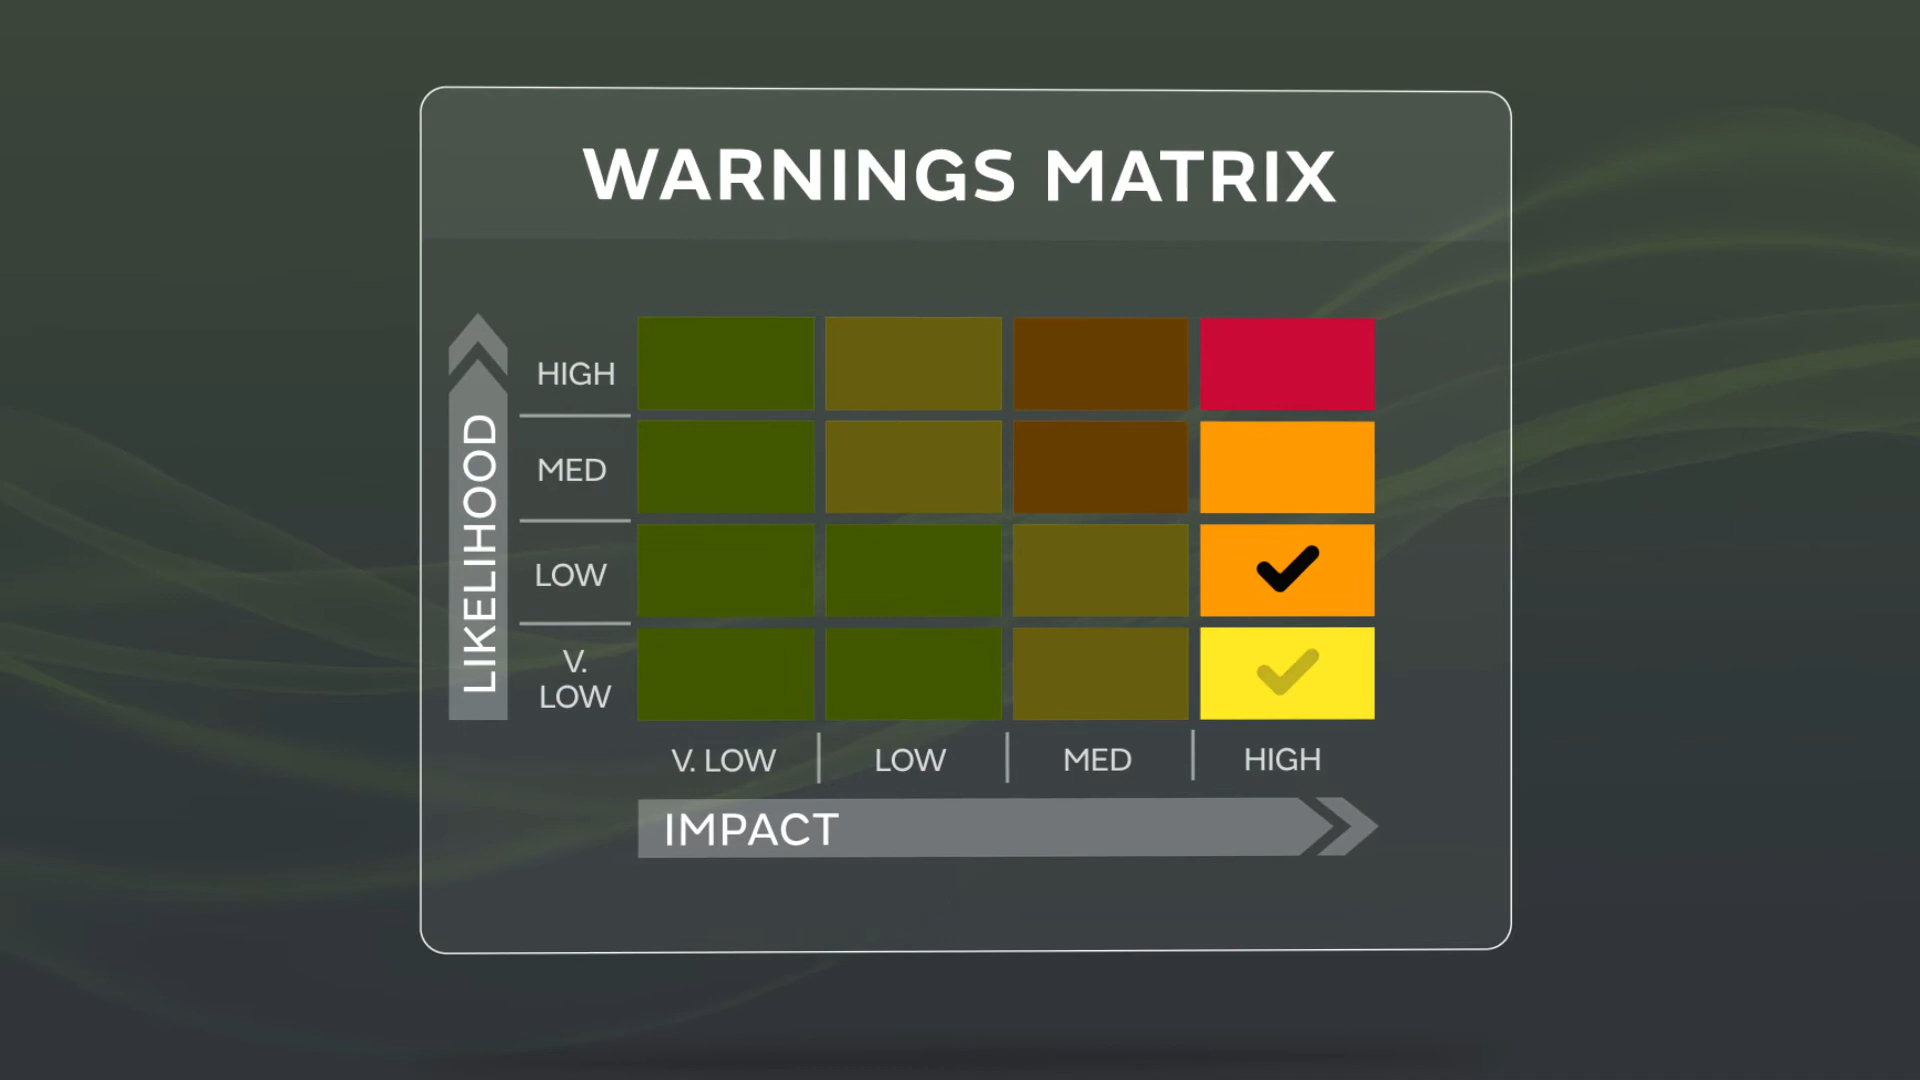 WARNINGS MATRIX
LIKELIHOOD
HIGH
MED
LOW
V.
LOW
V. LOW
LOW
MED
HIGH
IMPACT